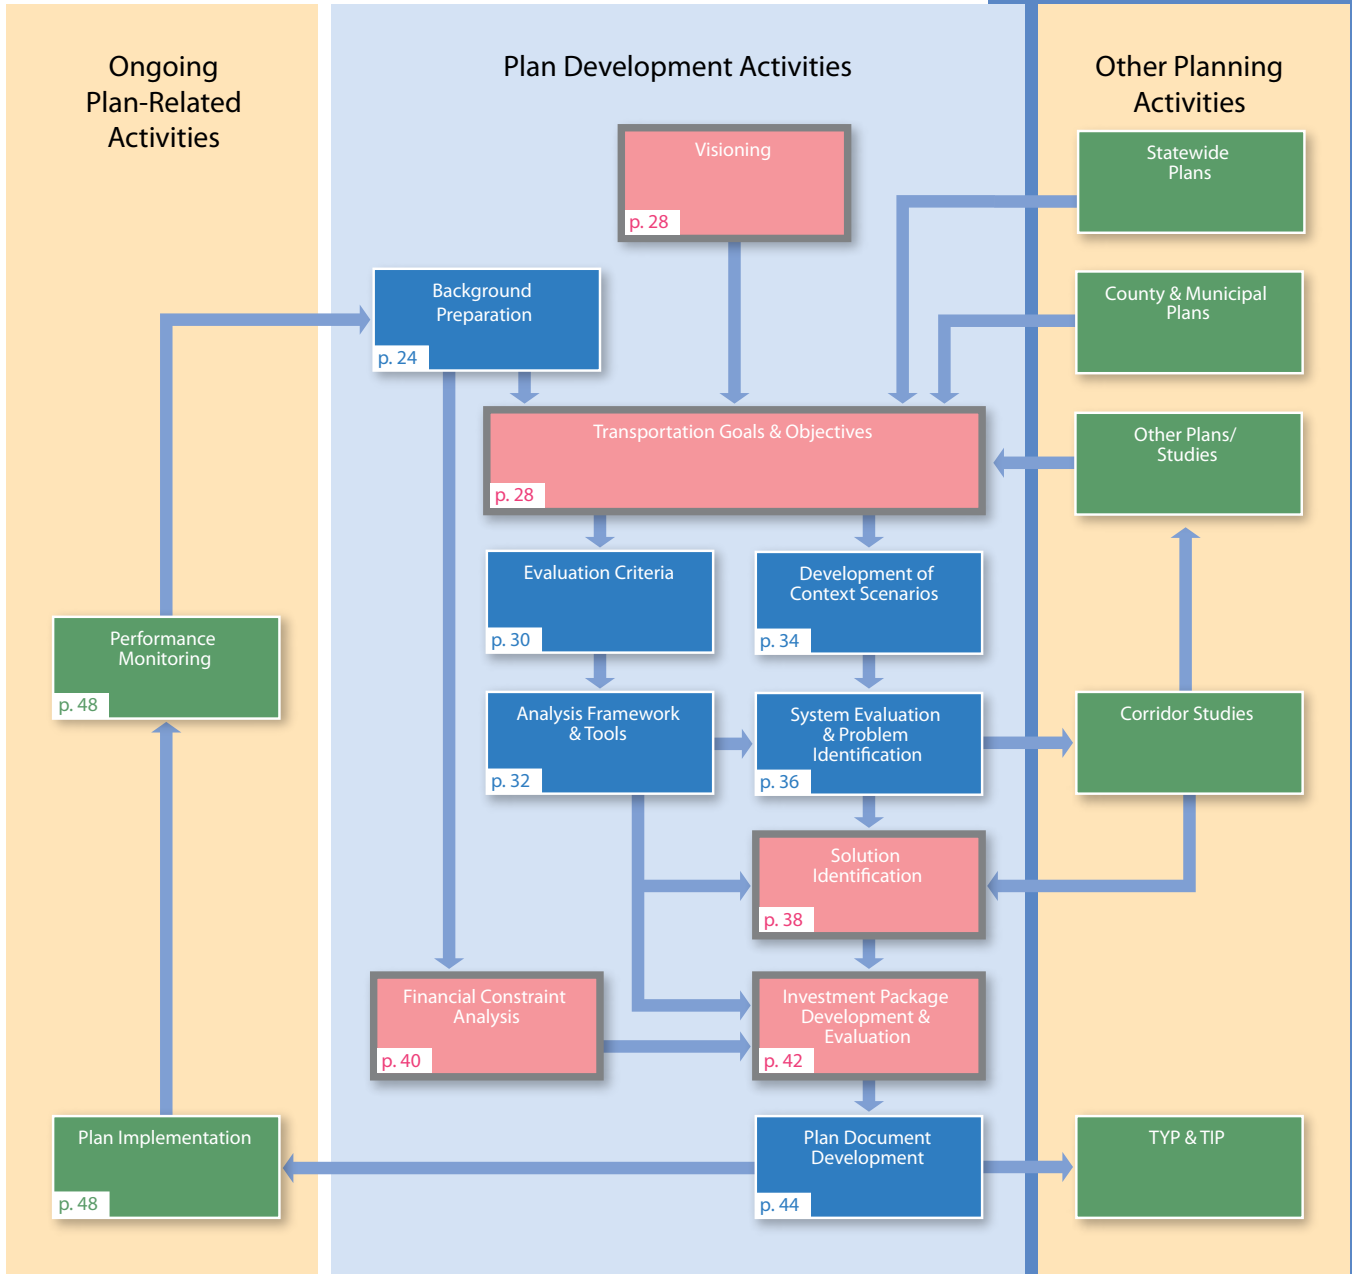 Ongoing
Plan-Related
Activities
Plan Development Activities
Other Planning
Activities
Visioning
p. 28
Statewide
Plans
Background
Preparation
p. 24
County & Municipal
Plans
Transportation Goals & Objectives
p. 28
Other Plans/
Studies
Evaluation Criteria
p. 30
Development of
Context Scenarios
p. 34
Performance
Monitoring
p. 48
Analysis Framework
& Tools
p. 32
System Evaluation
& Problem
Identification
p. 36
Corridor Studies
Solution
Identification
p. 38
Financial Constraint
Analysis
p. 40
Investment Package
Development &
Evaluation
p. 42
Plan Implementation
p. 48
Plan Document
Development
p. 44
TYP & TIP